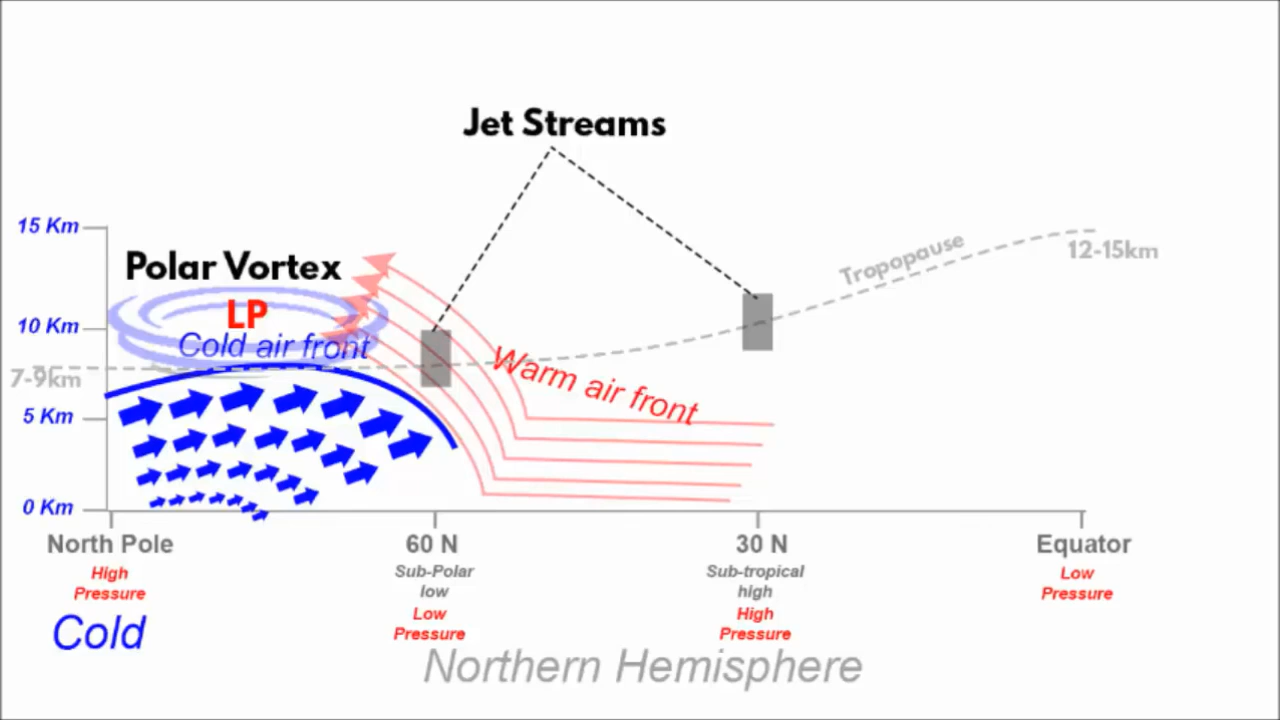 Jet Streams
15 Km
Polar Vortex
LP
Cold air front
10 Km
7-9km
5 Km
0 Km
Warm air front
Tropopause
12-15km
North Pole
High
Pressure
Cold
60 N
Sub-Polar
low
Low
Pressure
30 N
Sub-tropical
high
High
Pressure
Equator
Low
Pressure
Northern Hemisphere